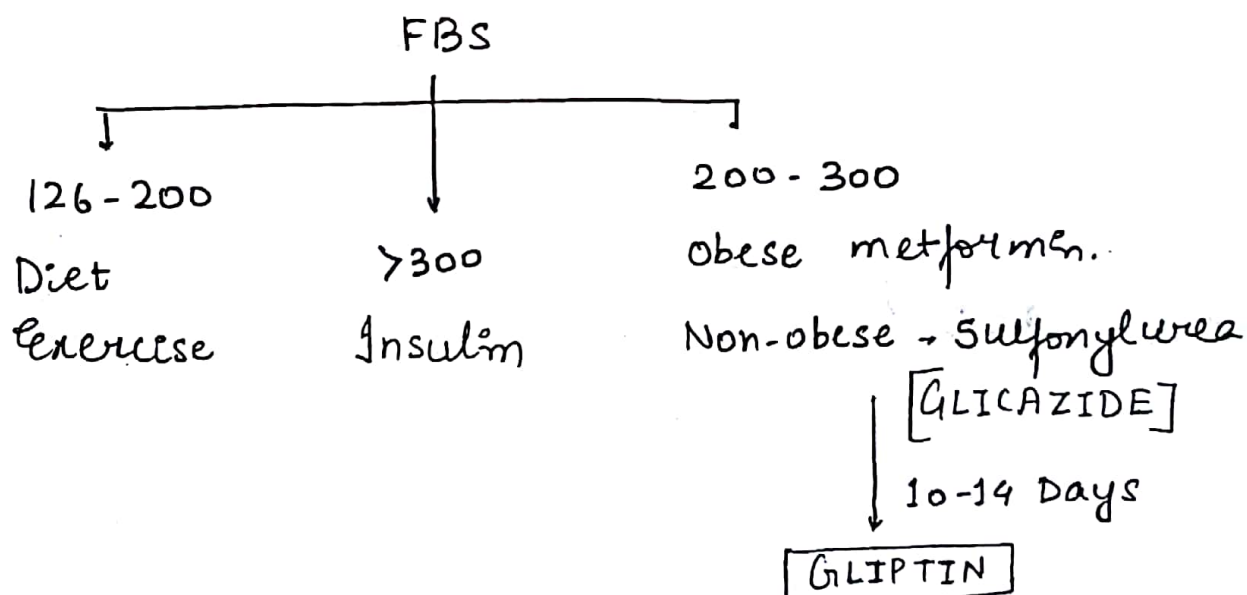 FBS
126-200
Diet
Exercise
>300
Insulin
200 - 300
Obese metformin.
Non-obese → Sulfonylurea
[GLICAZIDE]
10-14 Days
GLIPTIN